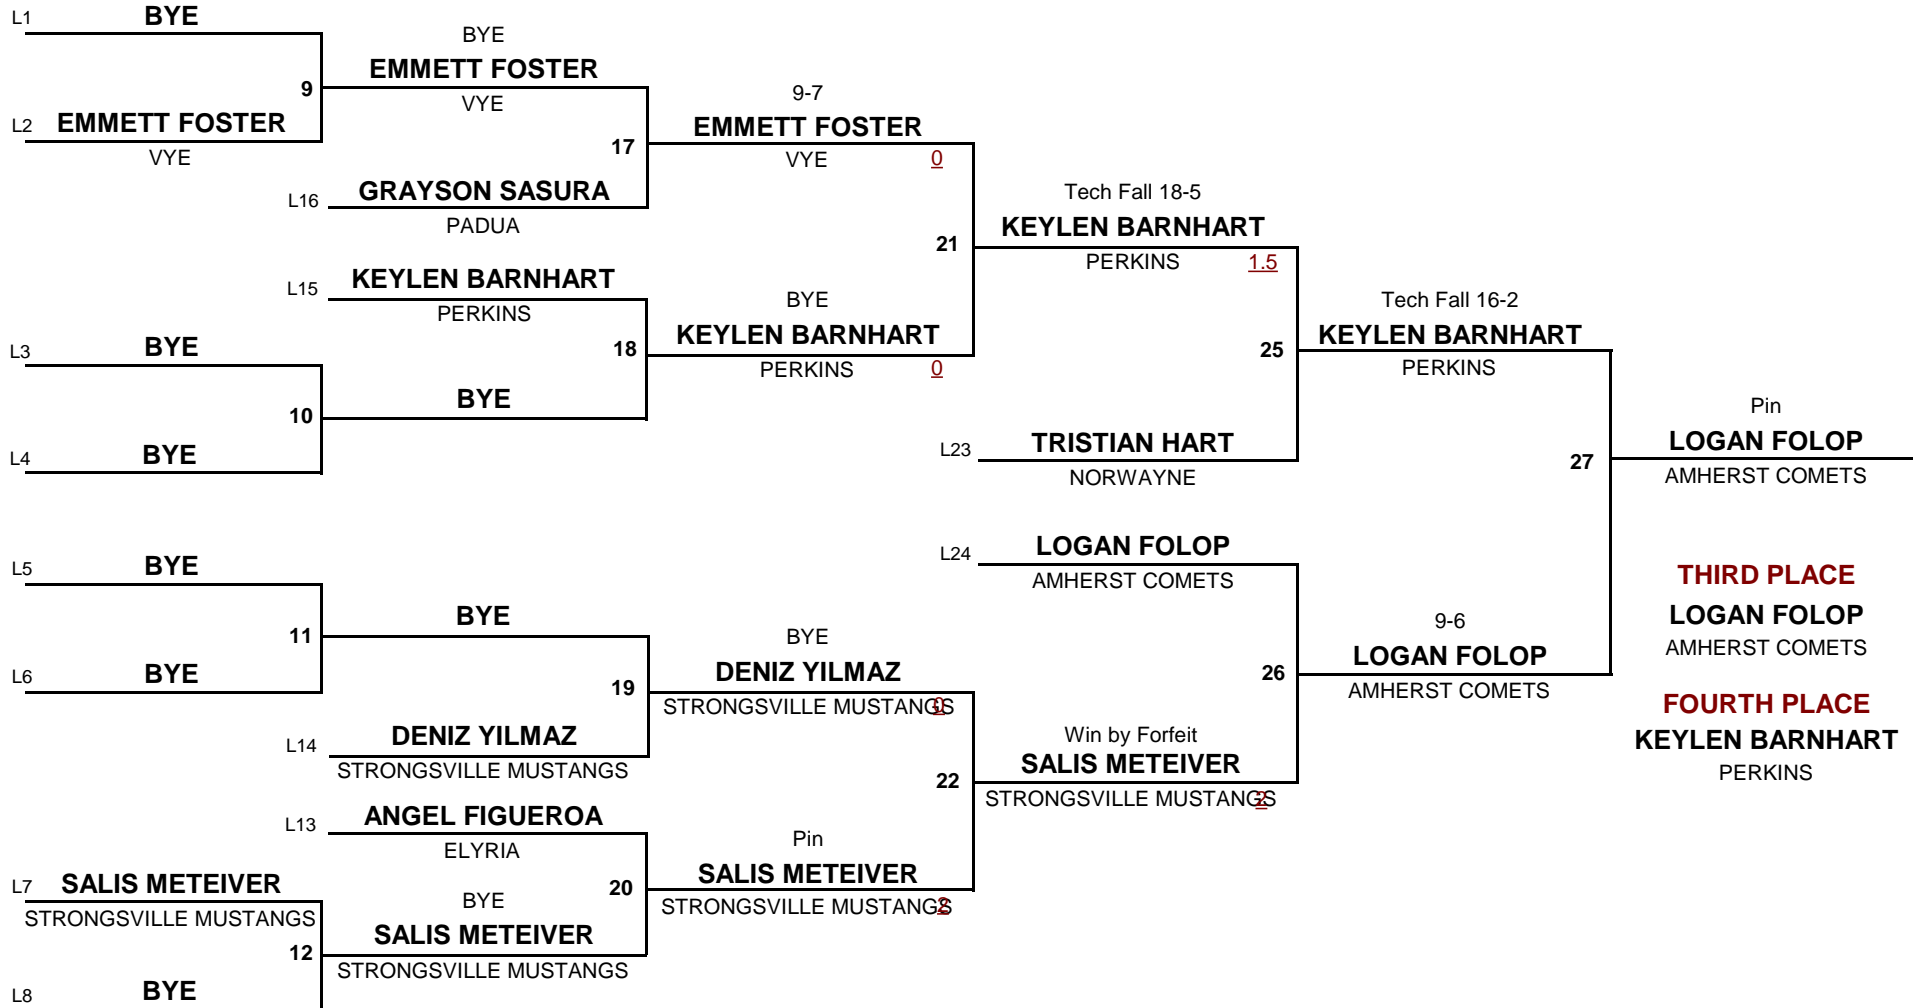 L1 BYE
BYE
EMMETT FOSTER
9
VYE
L2 EMMETT FOSTER
VYE
9-7
EMMETT FOSTER
17
VYE 0
L16 GRAYSON SASURA
PADUA
Tech Fall 18-5
KEYLEN BARNHART
21
PERKINS 1.5
L15 KEYLEN BARNHART
PERKINS
BYE
KEYLEN BARNHART
18
PERKINS 0
L3 BYE
BYE
10
L4 BYE
Tech Fall 16-2
KEYLEN BARNHART
25
PERKINS
L23 TRISTIAN HART
NORWAYNE
Pin
LOGAN FOLOP
27
AMHERST COMETS
L24 LOGAN FOLOP
AMHERST COMETS
L5 BYE
BYE
11
L6 BYE
BYE
DENIZ YILMAZ
19
STRONGSVILLE MUSTANGS 0
L14 DENIZ YILMAZ
STRONGSVILLE MUSTANGS
9-6
LOGAN FOLOP
26
AMHERST COMETS
THIRD PLACE
LOGAN FOLOP
AMHERST COMETS
FOURTH PLACE
KEYLEN BARNHART
PERKINS
Win by Forfeit
SALIS METEIVER
22
STRONGSVILLE MUSTANGS 2
L13 ANGEL FIGUEROA
ELYRIA
Pin
SALIS METEIVER
20
STRONGSVILLE MUSTANGS 2
L7 SALIS METEIVER
STRONGSVILLE MUSTANGS
BYE
SALIS METEIVER
12
STRONGSVILLE MUSTANGS
L8 BYE